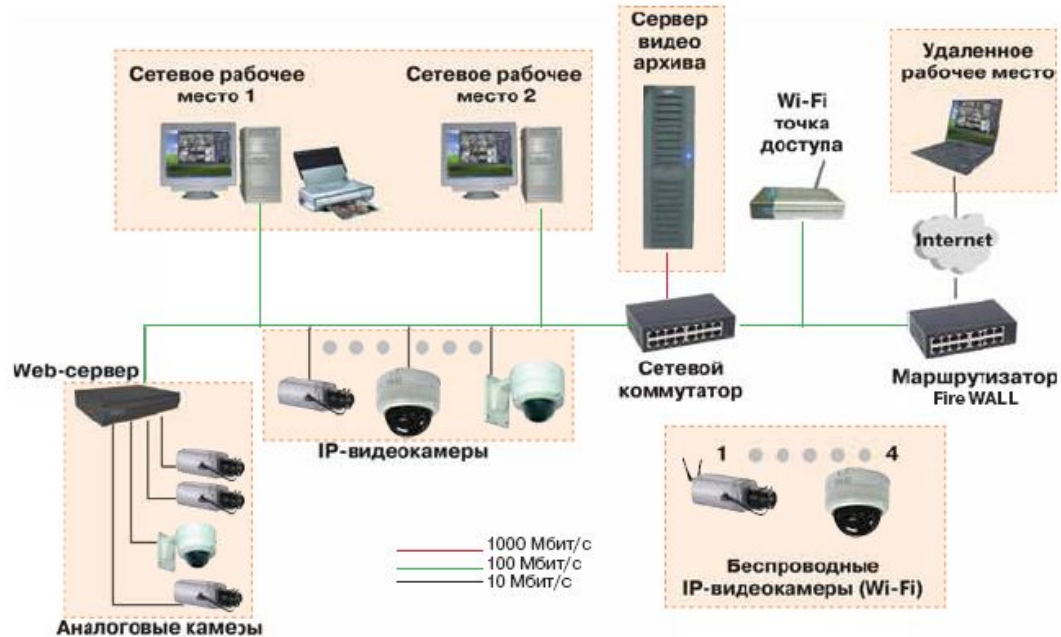 Сетевое рабочее
место 1
Сетевое рабочее
место 2
Сервер
видео
архива
Wi-Fi
точка
доступа
Удаленное
рабочее место
Internet
Web-сервер
IP-видеокамеры
Сетевой
коммутатор
Маршрутизатор
Fire WALL
1
4
1000 Мбит/с
100 Мбит/с
10 Мбит/с
Беспроводные
IP-видеокамеры (Wi-Fi)
Аналоговые камеры